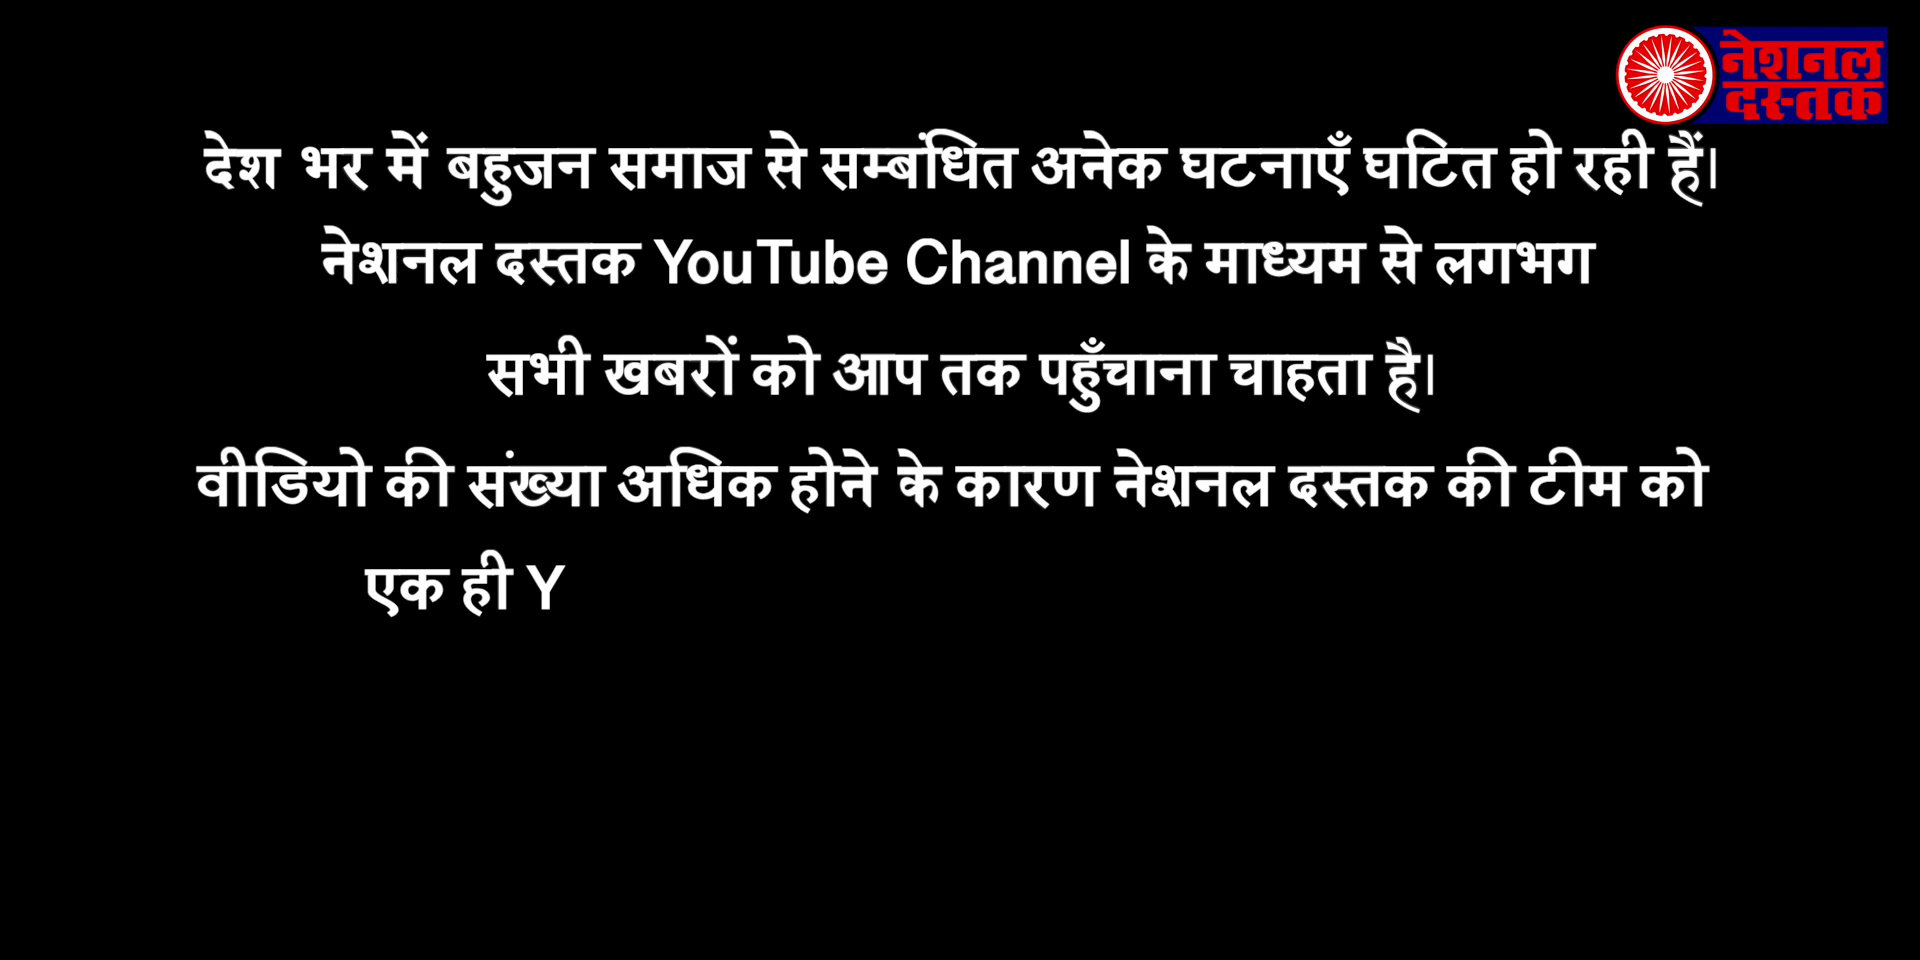 नेशनल
दस्तक
देश भर में बहुजन समाज से सम्बंधित अनेक घटनाएँ घटित हो रही हैं।
नेशनल दस्तक YouTube Channel के माध्यम से लगभग
सभी खबरों को आप तक पहुँचाना चाहता है।
वीडियो की संख्या अधिक होने के कारण नेशनल दस्तक की टीम को
एक ही Y